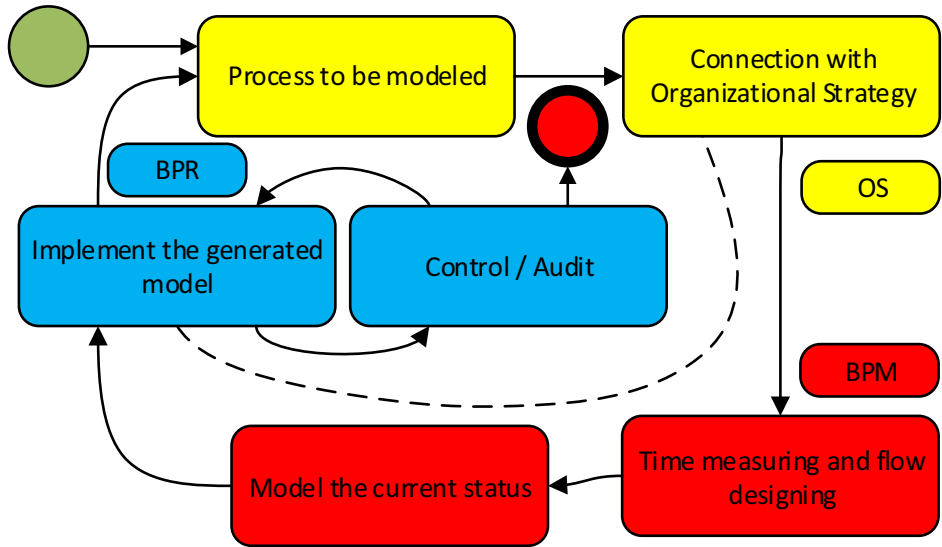 Process to be modeled
Connection with
Organizational Strategy
BPR
OS
Implement the generated
model
Control / Audit
BPM
Model the current status
Time measuring and flow
designing